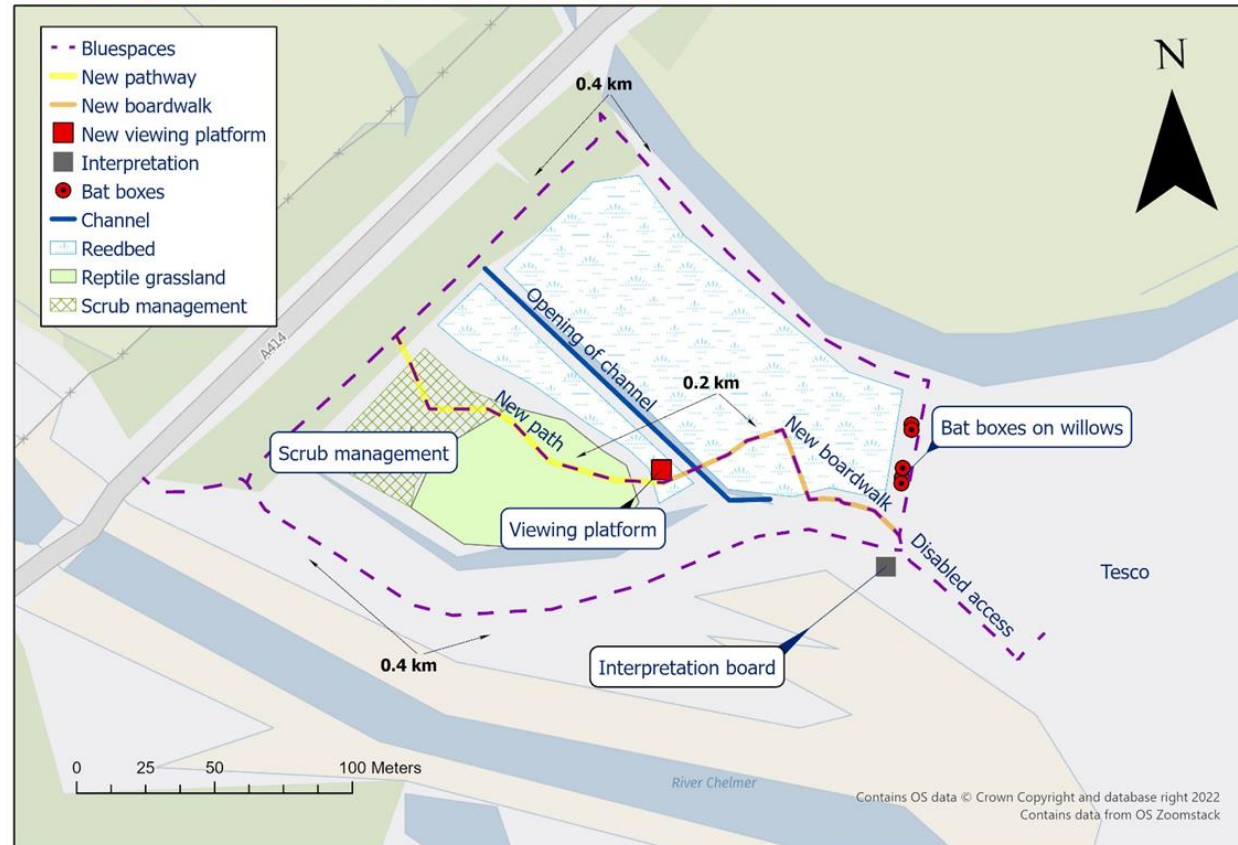 Bluespaces
New pathway
New boardwalk
New viewing platform
Interpretation
Bat boxes
Channel
Reedbed
Reptile grassland
Scrub management
0.4 km
N
A414
Opening of channel
0.2 km
New path
New boardwalk
Bat boxes on willows
Scrub management
Viewing platform
Disabled access
Tesco
Interpretation board
0.4 km
0 25 50 100 Meters
River Chelmer
Contains OS data © Crown Copyright and database right 2022
Contains data from OS Zoomstack